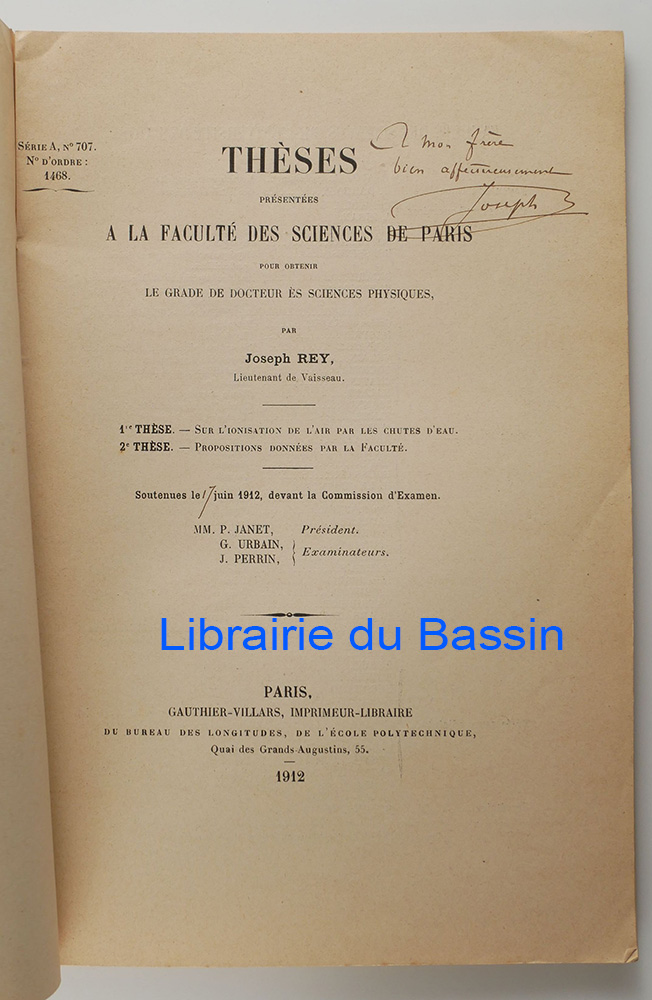 SÉRIE A, Nº 707.
Nº D'ORDRE :
1468.
A mon frère
bien affectueusement
Joseph
THÈSES
PRÉSENTÉES
A LA FACULTÉ DES SCIENCES DE PARIS
POUR OBTENIR
LE GRADE DE DOCTEUR ÈS SCIENCES PHYSIQUES,
PAR
Joseph REY,
Lieutenant de Vaisseau.
1re THÈSE. — SUR L'IONISATION DE L'AIR PAR LES CHUTES D'EAU.
2e THÈSE. — PROPOSITIONS DONNÉES PAR LA FACULTÉ.
Soutenues le 17 juin 1912, devant la Commission d'Examen.
MM. P. JANET, Président.
G. URBAIN,
J. PERRIN, } Examinateurs.
Librairie du Bassin
PARIS,
GAUTHIER-VILLARS, IMPRIMEUR-LIBRAIRE
DU BUREAU DES LONGITUDES, DE L'ÉCOLE POLYTECHNIQUE,
Quai des Grands-Augustins, 55.
1912